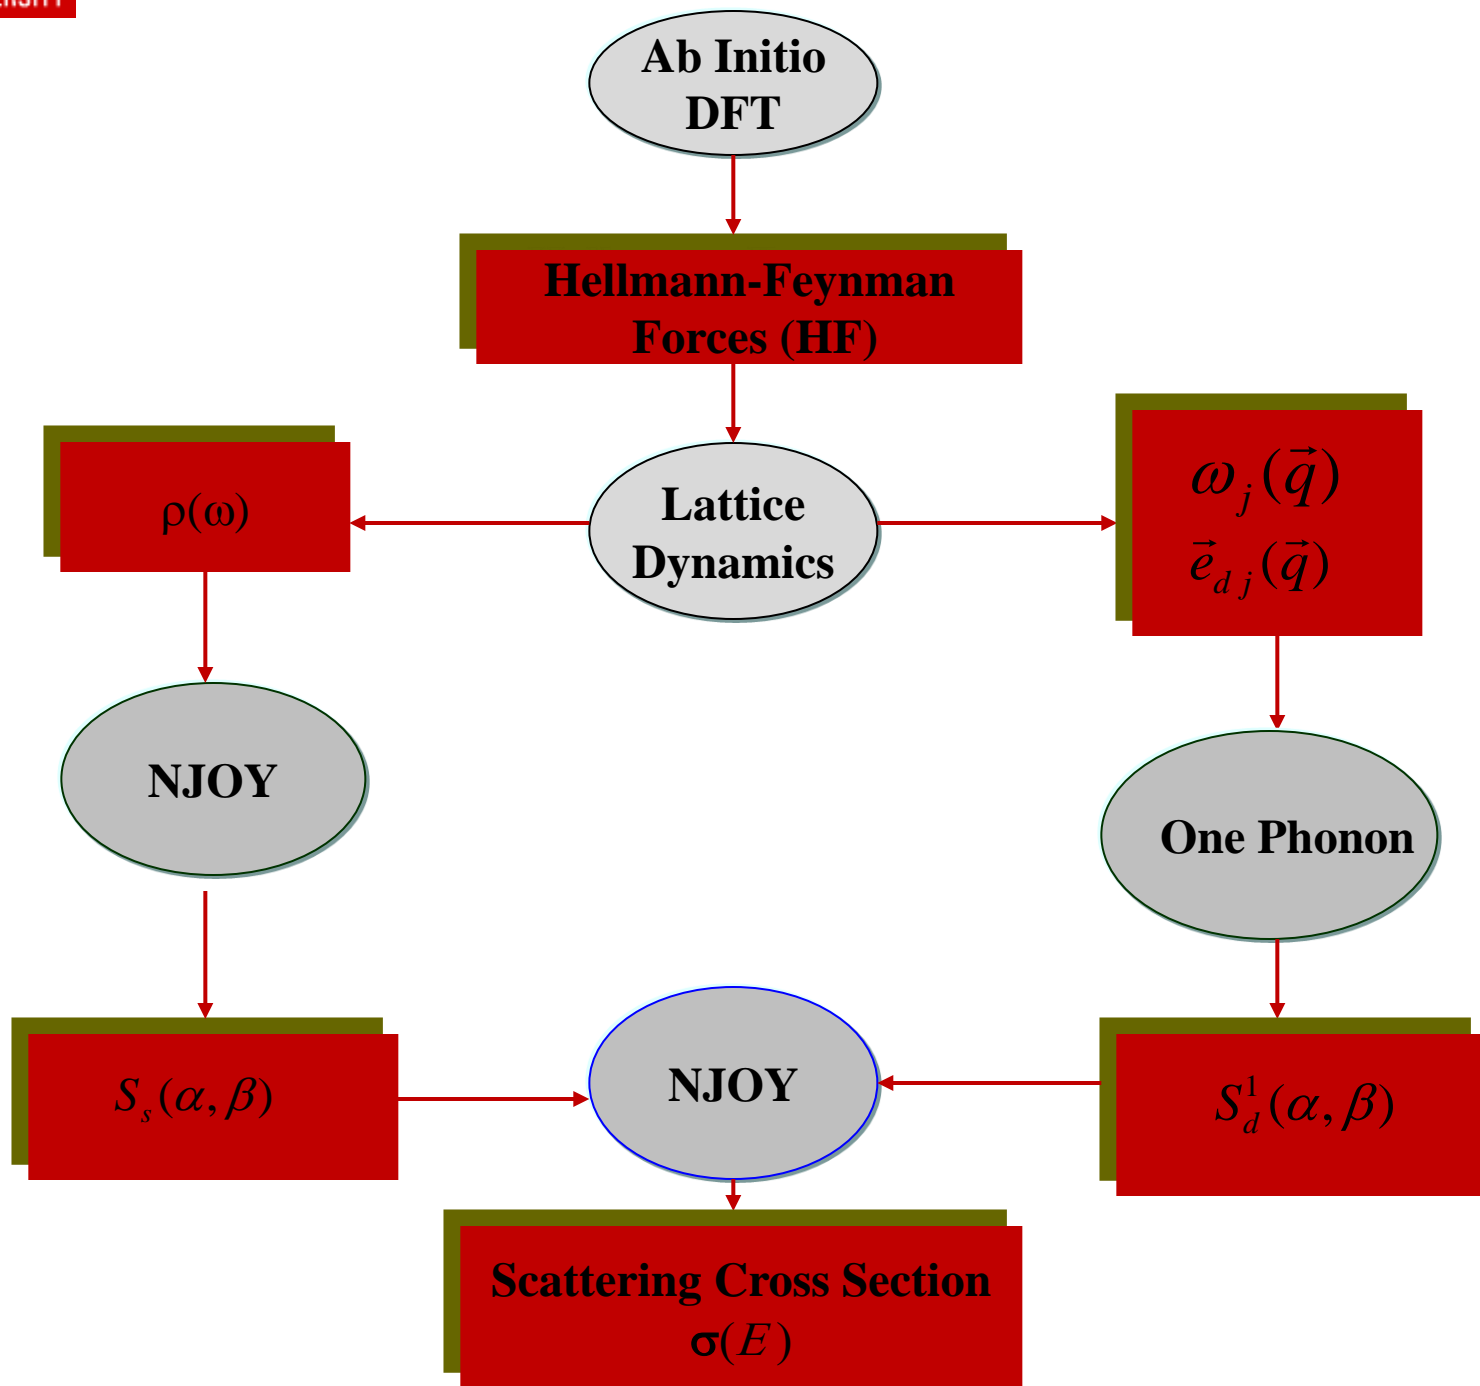 Ab Initio
DFT
Hellmann-Feynman
Forces (HF)
ρ(ω)
Lattice
Dynamics
ω_j(q⃗)
e⃗_{d j}(q⃗)
NJOY
One Phonon
S_s(α, β)
NJOY
S_d^1(α, β)
Scattering Cross Section
σ(E)